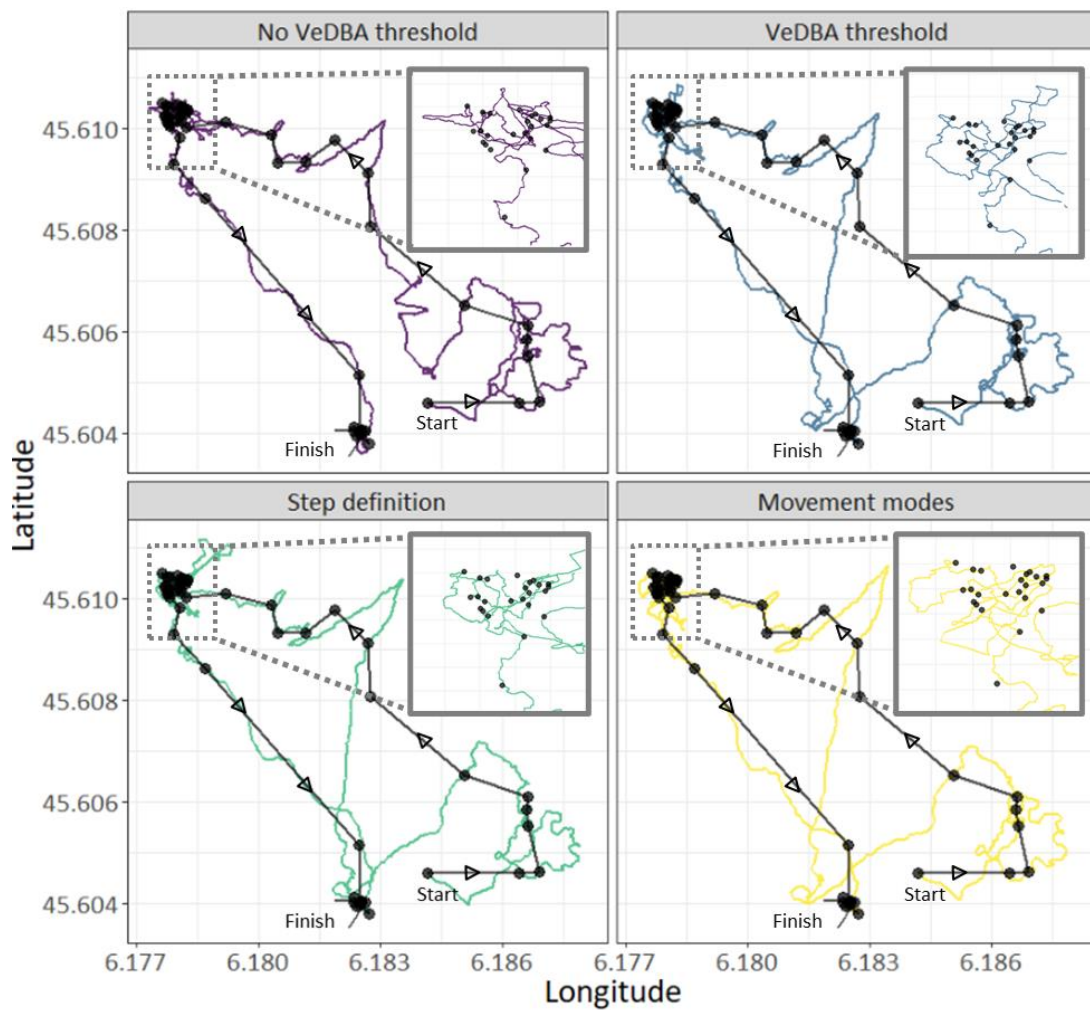 No VeDBA threshold
VeDBA threshold
45.610
45.608
45.606
45.604
Start
Finish
Start
Finish
Step definition
Movement modes
45.610
45.608
45.606
45.604
Start
Finish
Start
Finish
Latitude
6.177 6.180 6.183 6.186
6.177 6.180 6.183 6.186
Longitude